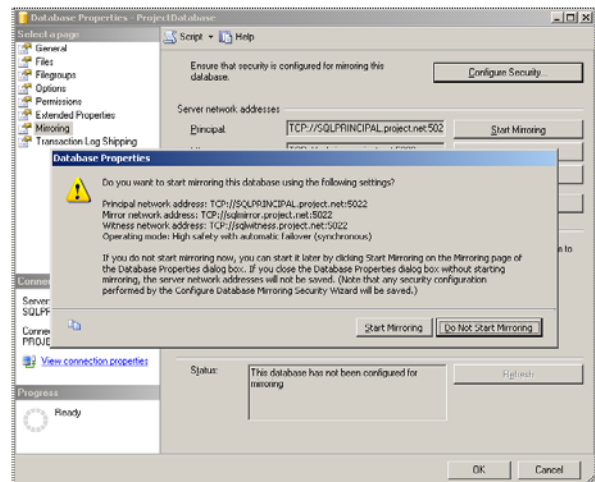 Database Properties - ProjectDatabase
Select a page
General
Files
Filegroups
Options
Permissions
Extended Properties
Mirroring
Transaction Log Shipping
Script
Help
Ensure that security is configured for mirroring this
database.
Configure Security...
Server network addresses
Principal:
TCP://SQLPRINCIPAL.project.net:502
Start Mirroring
Database Properties
Do you want to start mirroring this database using the following settings?
Principal network address: TCP://SQLPRINCIPAL.project.net:5022
Mirror network address: TCP://sqlmirror.project.net:5022
Witness network address: TCP://sqlwitness.project.net:5022
Operating mode: High safety with automatic failover (synchronous)
If you do not start mirroring now, you can start it later by clicking Start Mirroring on the Mirroring page of
the Database Properties dialog box. If you close the Database Properties dialog box without starting
mirroring, the server network addresses will not be saved. (Note that any security configuration
performed by the Configure Database Mirroring Security Wizard will be saved.)
Start Mirroring
Do Not Start Mirroring
n to
Connec
Server:
SQLPR
Connec
PROJE
View connection properties
Progress
Ready
Status:
This database has not been configured for
mirroring
Refresh
OK
Cancel